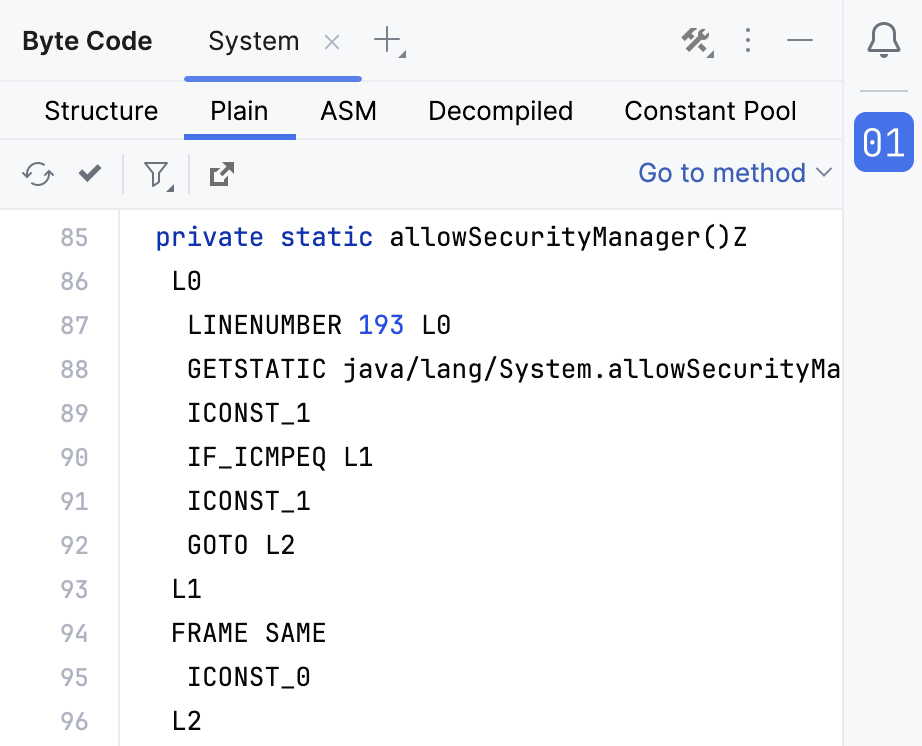 Byte Code System
Structure Plain ASM Decompiled Constant Pool
Go to method
01
85 private static allowSecurityManager()Z
86 L0
87 LINENUMBER 193 L0
88 GETSTATIC java/lang/System.allowSecurityMa
89 ICONST_1
90 IF_ICMPEQ L1
91 ICONST_1
92 GOTO L2
93 L1
94 FRAME SAME
95 ICONST_0
96 L2